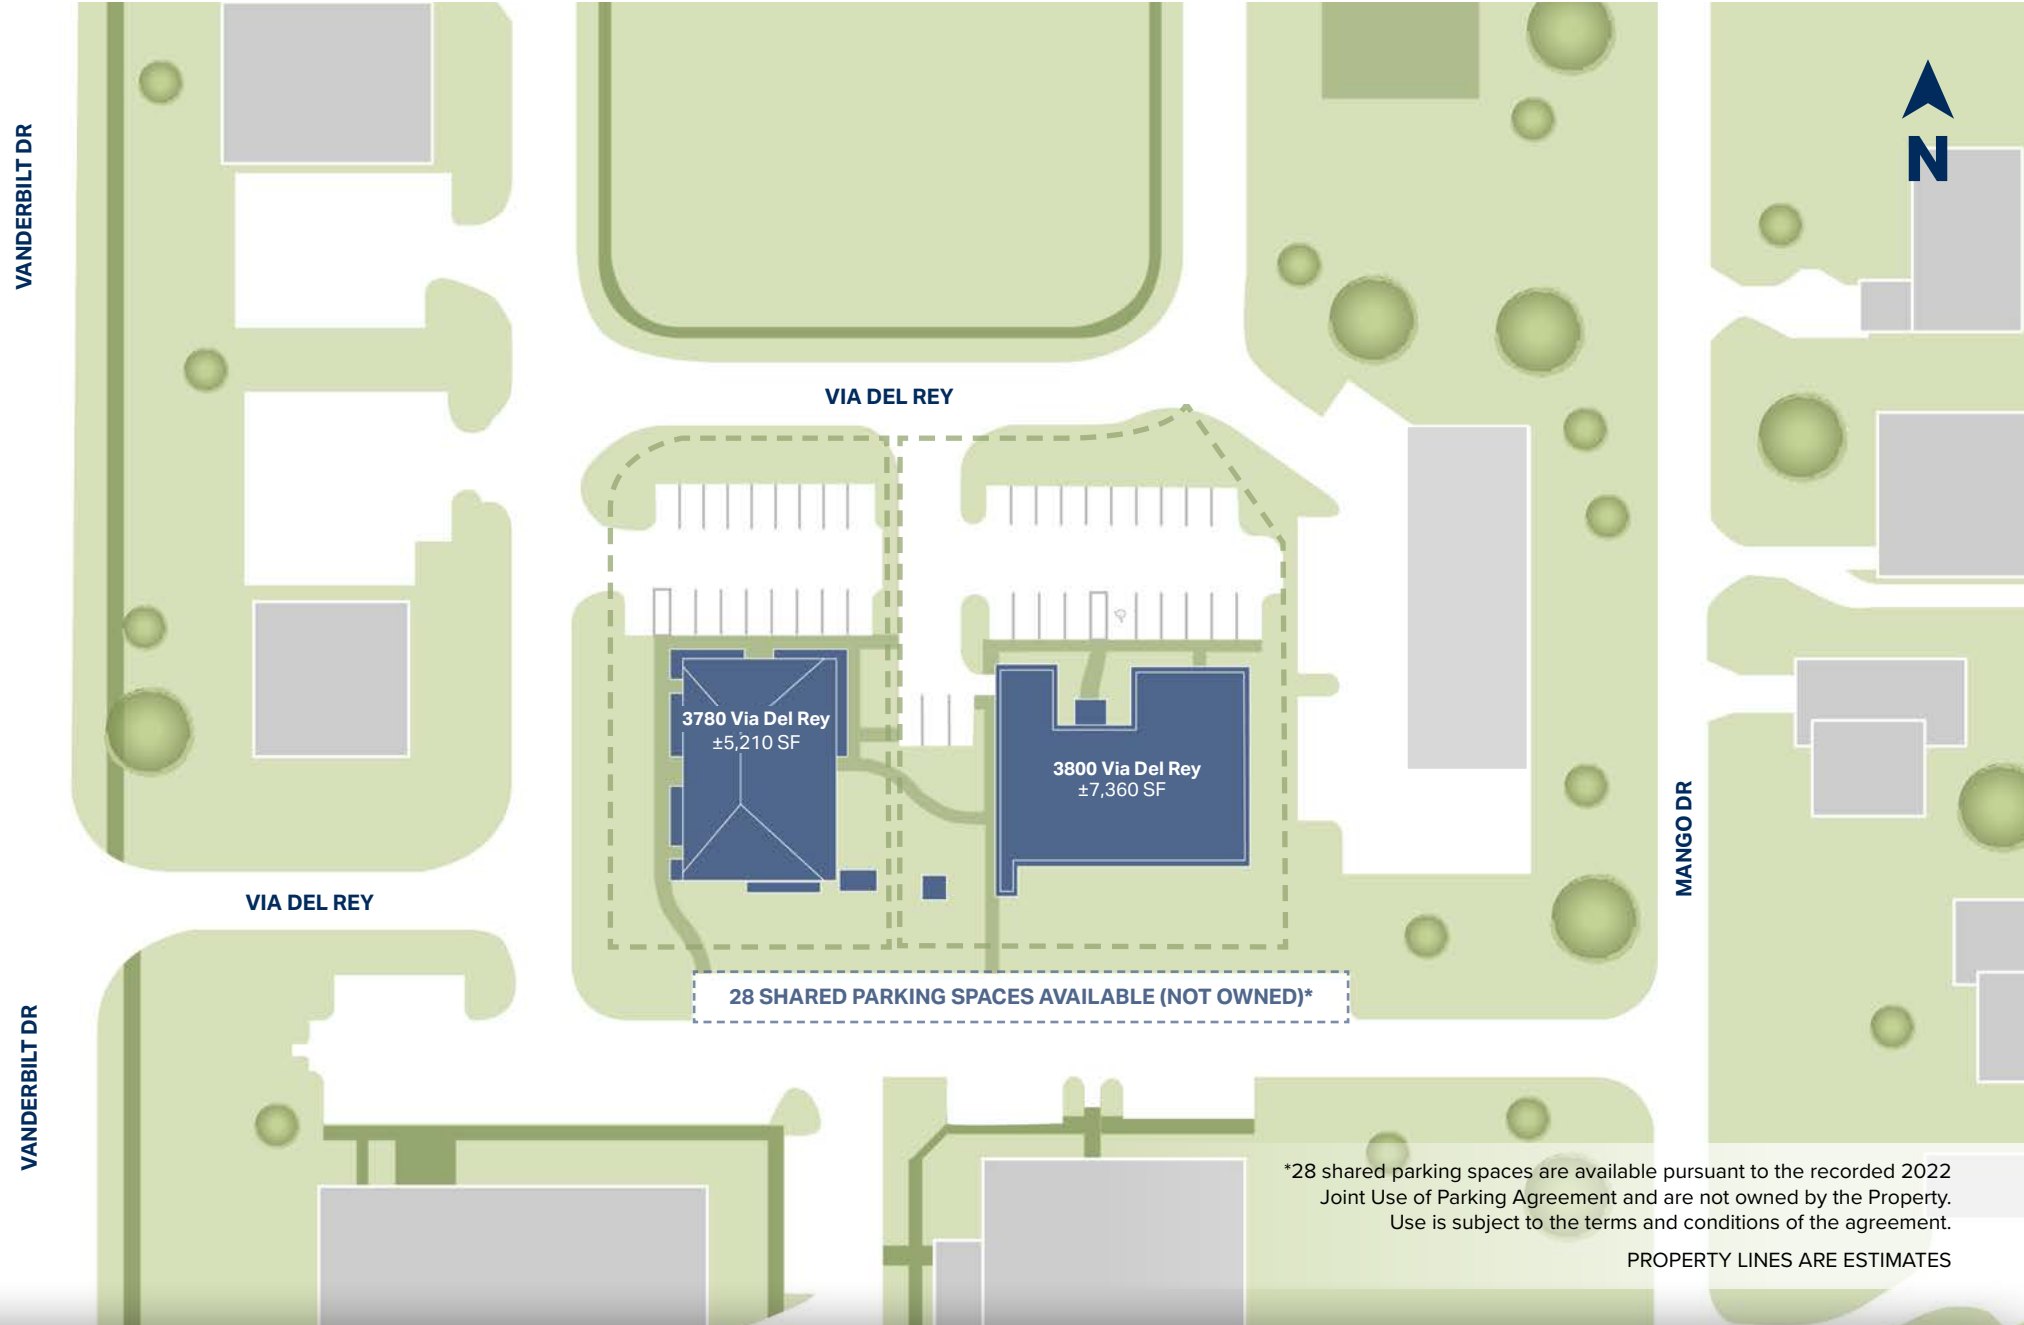 VANDERBILT DR
N
VIA DEL REY
3780 Via Del Rey
±5,210 SF
3800 Via Del Rey
±7,360 SF
MANGO DR
VIA DEL REY
28 SHARED PARKING SPACES AVAILABLE (NOT OWNED)*
VANDERBILT DR
*28 shared parking spaces are available pursuant to the recorded 2022
Joint Use of Parking Agreement and are not owned by the Property.
Use is subject to the terms and conditions of the agreement.
PROPERTY LINES ARE ESTIMATES